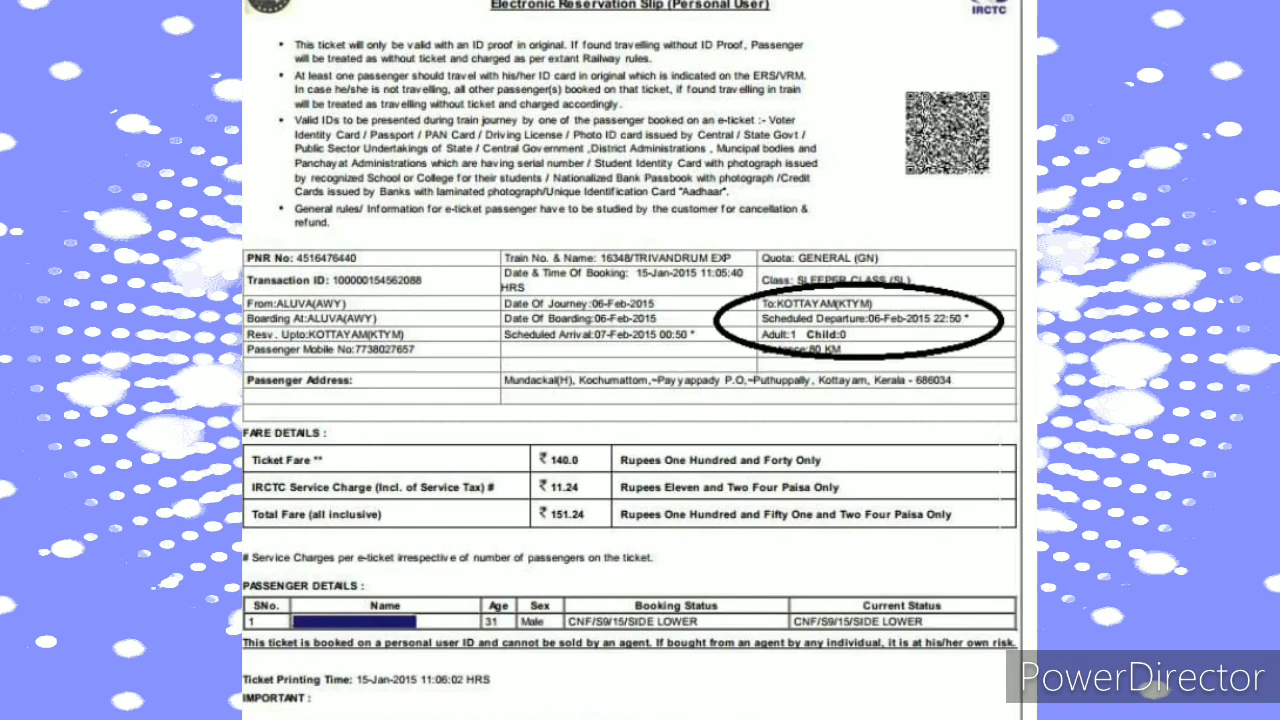 Electronic Reservation Slip (Personal User)
IRCTC
• This ticket will only be valid with an ID proof in original. If found travelling without ID Proof, Passenger
will be treated as without ticket and charged as per extant Railway rules.
• At least one passenger should travel with his/her ID card in original which is indicated on the ERS/VRM.
In case he/she is not travelling, all other passenger(s) booked on that ticket, if found travelling in train
will be treated as travelling without ticket and charged accordingly.
• Valid IDs to be presented during train journey by one of the passenger booked on an e-ticket :- Voter
Identity Card / Passport / PAN Card / Driving License / Photo ID card issued by Central / State Govt /
Public Sector Undertakings of State / Central Government ,District Administrations , Muncipal bodies and
Panchayat Administrations which are having serial number / Student Identity Card with photograph issued
by recognized School or College for their students / Nationalized Bank Passbook with photograph /Credit
Cards issued by Banks with laminated photograph/Unique Identification Card "Aadhaar".
• General rules/ Information for e-ticket passenger have to be studied by the customer for cancellation &
refund.
PNR No: 4516476440 Train No. & Name: 16348/TRIVANDRUM EXP Quota: GENERAL (GN)
Transaction ID: 100000154562088 Date & Time Of Booking: 15-Jan-2015 11:05:40 HRS Class: SLEEPER CLASS (SL)
From:ALUVA(AWY) Date Of Journey:06-Feb-2015 To:KOTTAYAM(KTYM)
Boarding At:ALUVA(AWY) Date Of Boarding:06-Feb-2015 Scheduled Departure:06-Feb-2015 22:50 *
Resv. Upto:KOTTAYAM(KTYM) Scheduled Arrival:07-Feb-2015 00:50 * Adult:1 Child:0
Passenger Mobile No:7738027657 Distance:80 KM
Passenger Address: Mundackal(H), Kochumattom,~Payyappady P.O,~Puthuppally, Kottayam, Kerala - 686034
FARE DETAILS :
Ticket Fare ** ₹ 140.0 Rupees One Hundred and Forty Only
IRCTC Service Charge (Incl. of Service Tax) # ₹ 11.24 Rupees Eleven and Two Four Paisa Only
Total Fare (all inclusive) ₹ 151.24 Rupees One Hundred and Fifty One and Two Four Paisa Only
# Service Charges per e-ticket irrespective of number of passengers on the ticket.
PASSENGER DETAILS :
SNo. Name Age Sex Booking Status Current Status
1 31 Male CNF/S9/15/SIDE LOWER CNF/S9/15/SIDE LOWER
This ticket is booked on a personal user ID and cannot be sold by an agent. If bought from an agent by any individual, it is at his/her own risk.
Ticket Printing Time: 15-Jan-2015 11:06:02 HRS
IMPORTANT :
PowerDirector